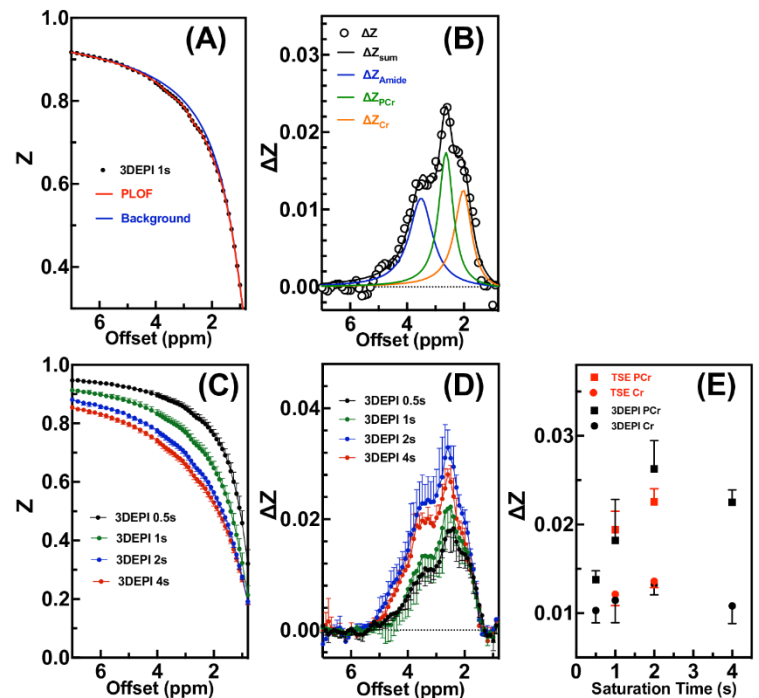 (A)
Z
1.0
0.8
0.6
0.4
3DEPI 1s
PLOF
Background
6 4 2
Offset (ppm)
(B)
ΔZ
0.03
0.02
0.01
0.00
ΔZ
ΔZsum
ΔZAmide
ΔZPCr
ΔZCr
6 4 2
Offset (ppm)
(C)
Z
1.0
0.8
0.6
0.4
0.2
0.0
3DEPI 0.5s
3DEPI 1s
3DEPI 2s
3DEPI 4s
6 4 2
Offset (ppm)
(D)
ΔZ
0.04
0.02
0.00
3DEPI 0.5s
3DEPI 1s
3DEPI 2s
3DEPI 4s
6 4 2
Offset (ppm)
(E)
TSE PCr
TSE Cr
3DEPI PCr
3DEPI Cr
ΔZ
0.03
0.02
0.01
0 1 2 3 4
Saturation Time (s)